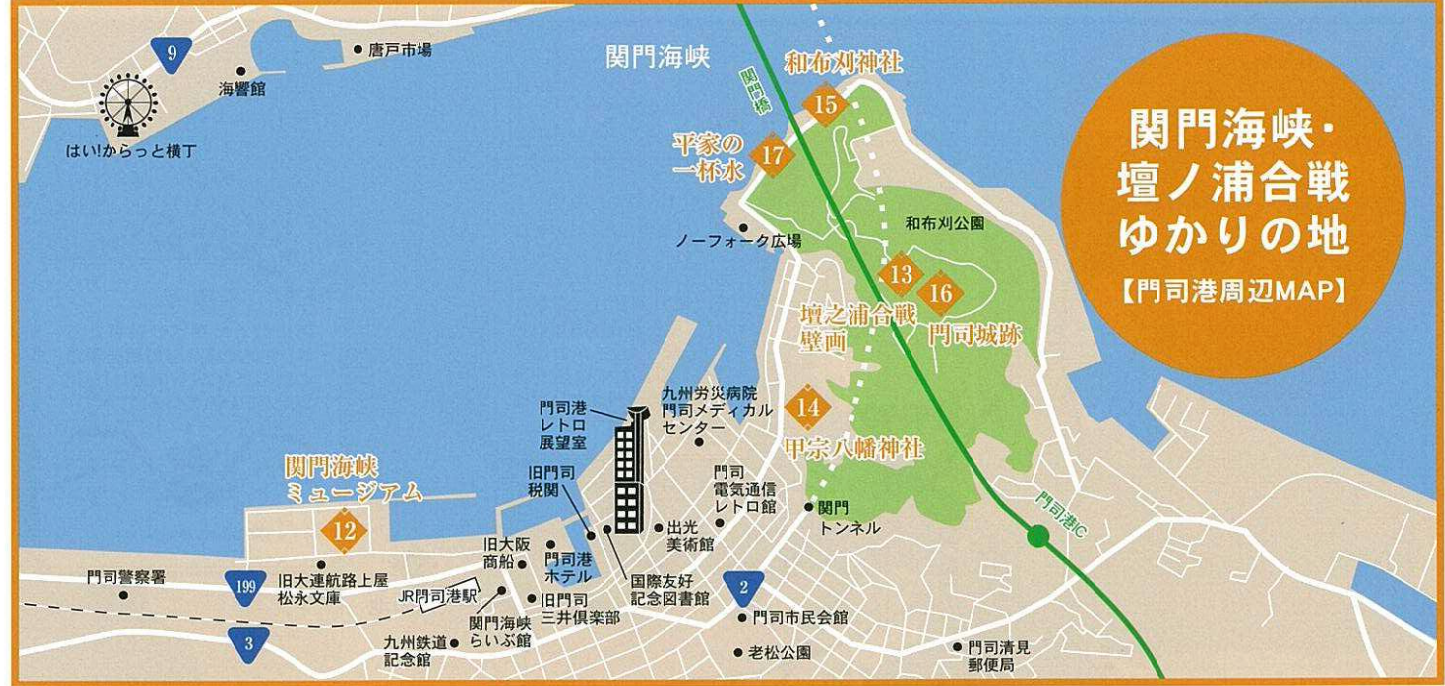 関門海峡・
壇ノ浦合戦
ゆかりの地
【門司港周辺MAP】
9
唐戸市場
海響館
はい!からっと横丁
関門海峡
関門橋
和布刈神社
15
平家の
一杯水
17
ノーフォーク広場
和布刈公園
13
16
壇之浦合戦
壁画
門司城跡
14
甲宗八幡神社
門司港
レトロ
展望室
九州労災病院
門司メディカル
センター
関門海峡
ミュージアム
12
旧門司
税関
門司
電気通信
レトロ館
関門
トンネル
門司港IC
出光
美術館
旧大阪
商船
門司港
ホテル
国際友好
記念図書館
門司警察署
199
旧大連航路上屋
松永文庫
JR門司港駅
旧門司
三井倶楽部
2
関門海峡
らいぶ館
3
九州鉄道
記念館
門司市民会館
老松公園
門司清見
郵便局